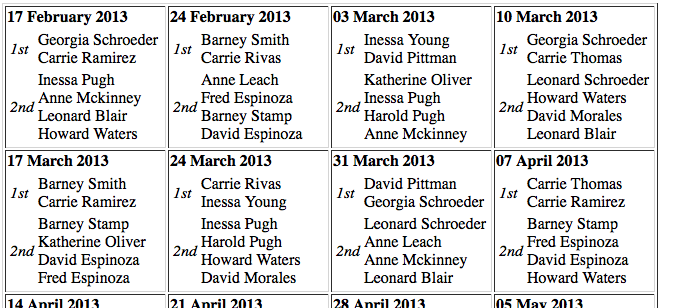 17 February 2013
1st
Georgia Schroeder
Carrie Ramirez
2nd
Inessa Pugh
Anne Mckinney
Leonard Blair
Howard Waters
24 February 2013
1st
Barney Smith
Carrie Rivas
2nd
Anne Leach
Fred Espinoza
Barney Stamp
David Espinoza
03 March 2013
1st
Inessa Young
David Pittman
2nd
Katherine Oliver
Inessa Pugh
Harold Pugh
Anne Mckinney
10 March 2013
1st
Georgia Schroeder
Carrie Thomas
2nd
Leonard Schroeder
Howard Waters
David Morales
Leonard Blair
17 March 2013
1st
Barney Smith
Carrie Ramirez
2nd
Barney Stamp
Katherine Oliver
David Espinoza
Fred Espinoza
24 March 2013
1st
Carrie Rivas
Inessa Young
2nd
Inessa Pugh
Harold Pugh
Howard Waters
David Morales
31 March 2013
1st
David Pittman
Georgia Schroeder
2nd
Leonard Schroeder
Anne Leach
Anne Mckinney
Leonard Blair
07 April 2013
1st
Carrie Thomas
Carrie Ramirez
2nd
Barney Stamp
Fred Espinoza
David Espinoza
Howard Waters
14 April 2013
21 April 2013
28 April 2013
05 May 2013